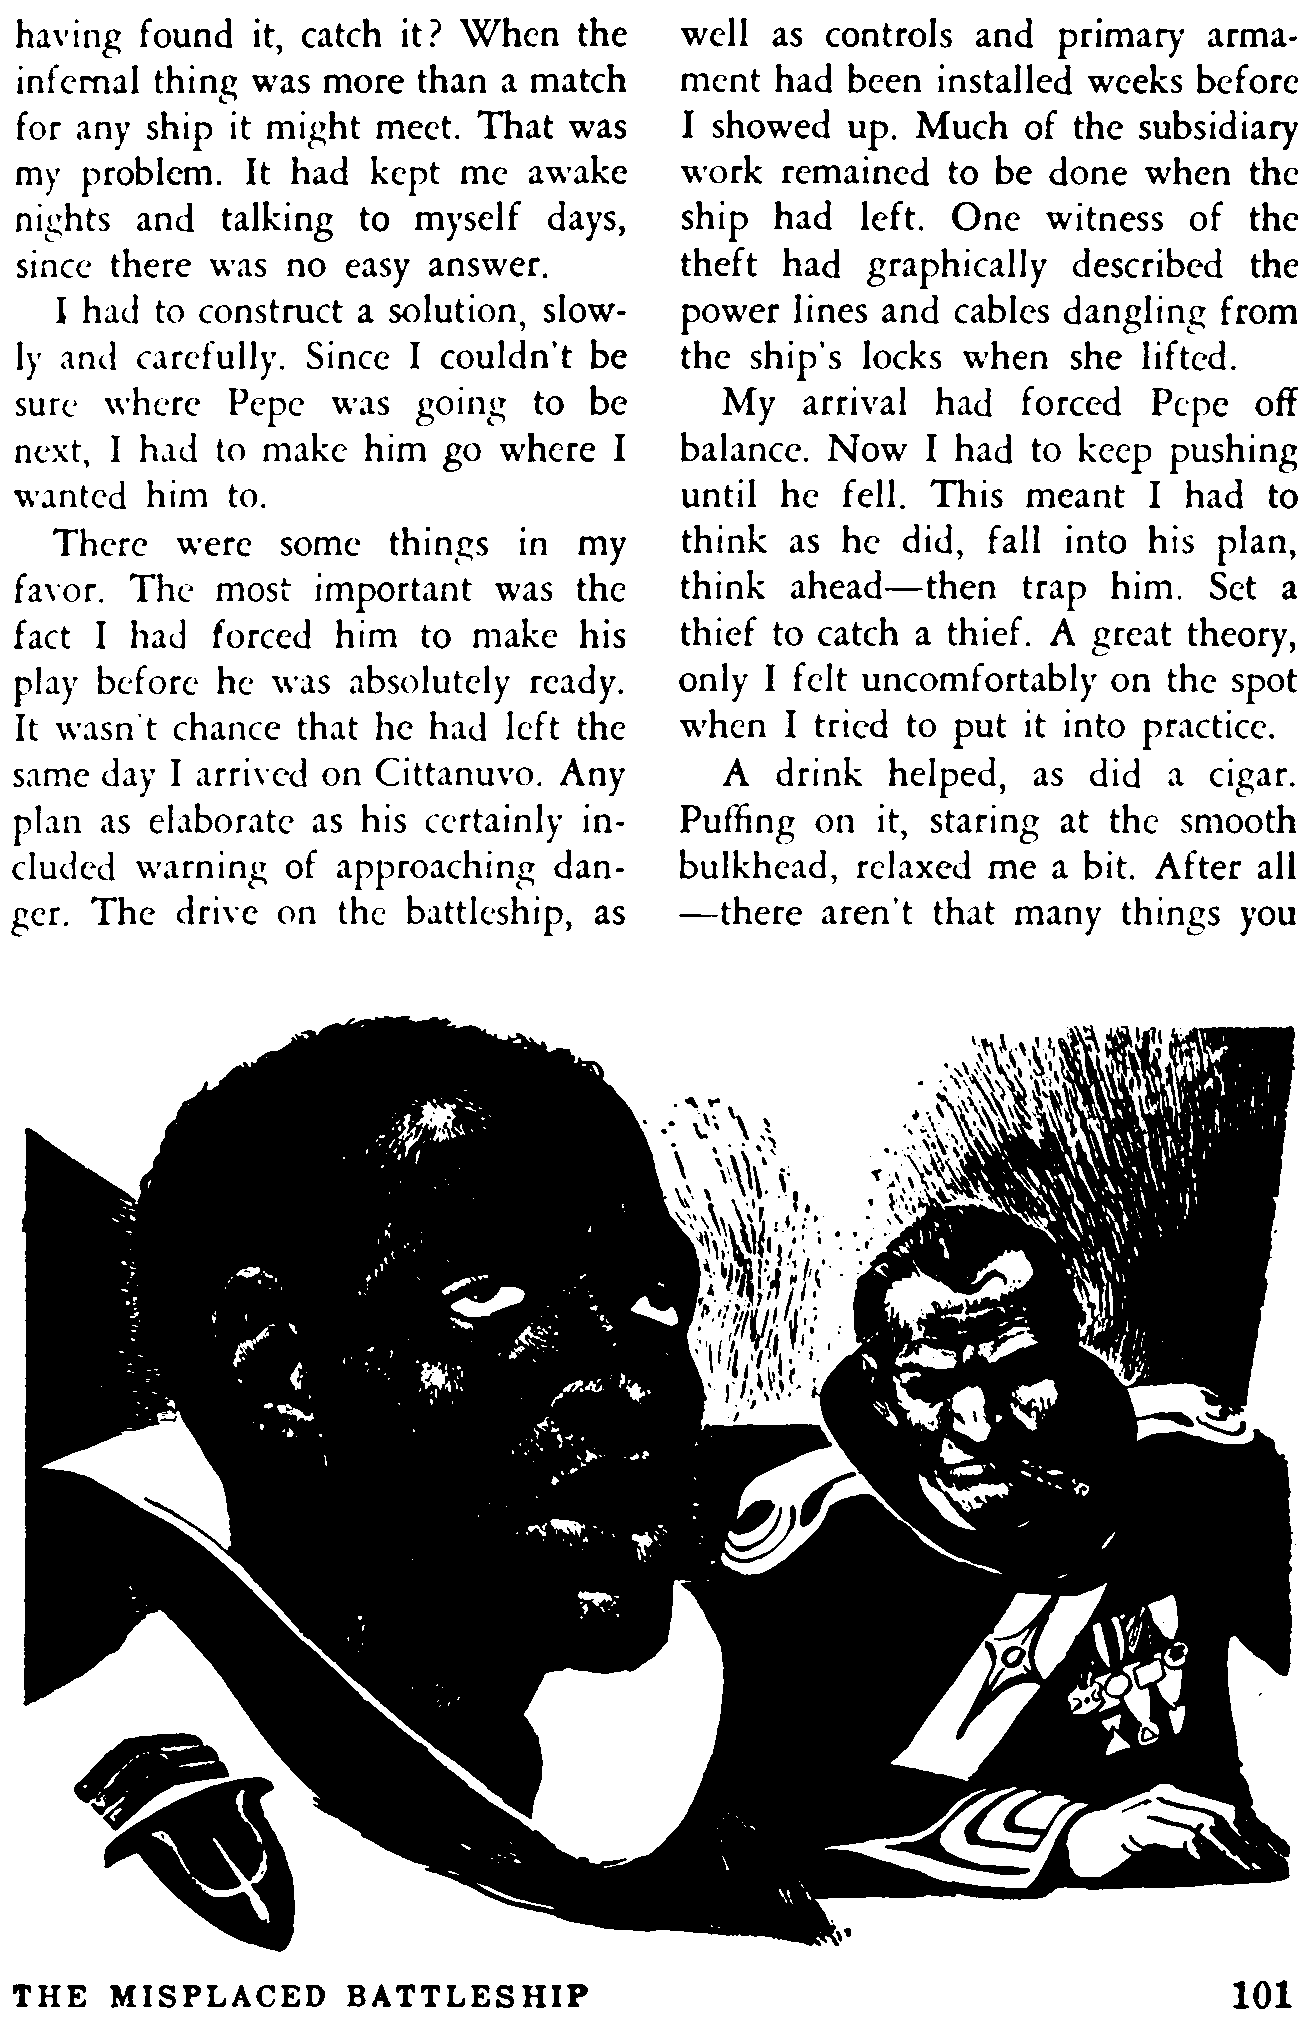 having found it, catch it? When the
infernal thing was more than a match
for any ship it might meet. That was
my problem. It had kept me awake
nights and talking to myself days,
since there was no easy answer.
I had to construct a solution, slow-
ly and carefully. Since I couldn't be
sure where Pepe was going to be
next, I had to make him go where I
wanted him to.
There were some things in my
favor. The most important was the
fact I had forced him to make his
play before he was absolutely ready.
It wasn't chance that he had left the
same day I arrived on Cittanuvo. Any
plan as elaborate as his certainly in-
cluded warning of approaching dan-
ger. The drive on the battleship, as
well as controls and primary arma-
ment had been installed weeks before
I showed up. Much of the subsidiary
work remained to be done when the
ship had left. One witness of the
theft had graphically described the
power lines and cables dangling from
the ship's locks when she lifted.
My arrival had forced Pepe off
balance. Now I had to keep pushing
until he fell. This meant I had to
think as he did, fall into his plan,
think ahead—then trap him. Set a
thief to catch a thief. A great theory,
only I felt uncomfortably on the spot
when I tried to put it into practice.
A drink helped, as did a cigar.
Puffing on it, staring at the smooth
bulkhead, relaxed me a bit. After all
—there aren't that many things you
THE MISPLACED BATTLESHIP
101